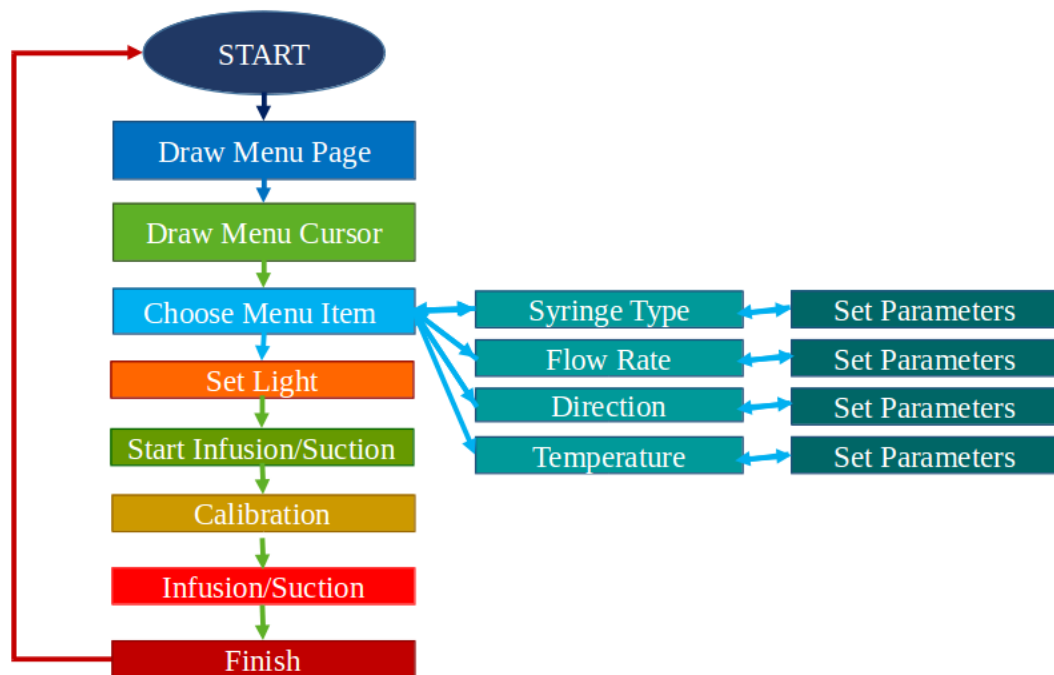 START
Draw Menu Page
Draw Menu Cursor
Choose Menu Item
Syringe Type
Set Parameters
Flow Rate
Set Parameters
Direction
Set Parameters
Temperature
Set Parameters
Set Light
Start Infusion/Suction
Calibration
Infusion/Suction
Finish